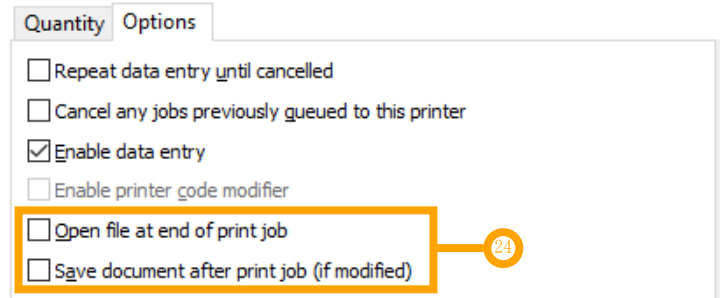 Quantity Options
Repeat data entry until cancelled
Cancel any jobs previously queued to this printer
Enable data entry
Enable printer code modifier
Open file at end of print job
24
Save document after print job (if modified)